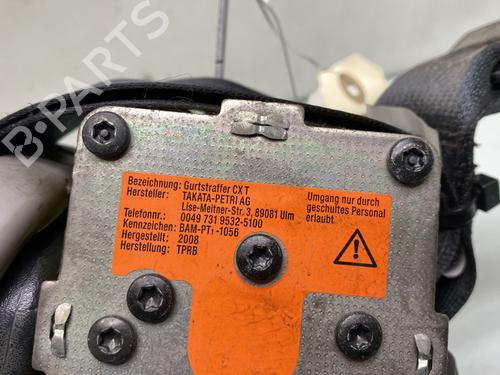 B-PARTS
Bezeichnung: Gurtstraffer CX T
TAKATA-PETRI AG
Lise-Meitner-Str. 3, 89081 Ulm
Telefonnr.: 0049 731 9532-5100
Kennzeichen: BAM-PT₁-1056
Hergestellt: 2008
Herstellung: TPRB
Umgang nur durch
geschultes Personal
erlaubt